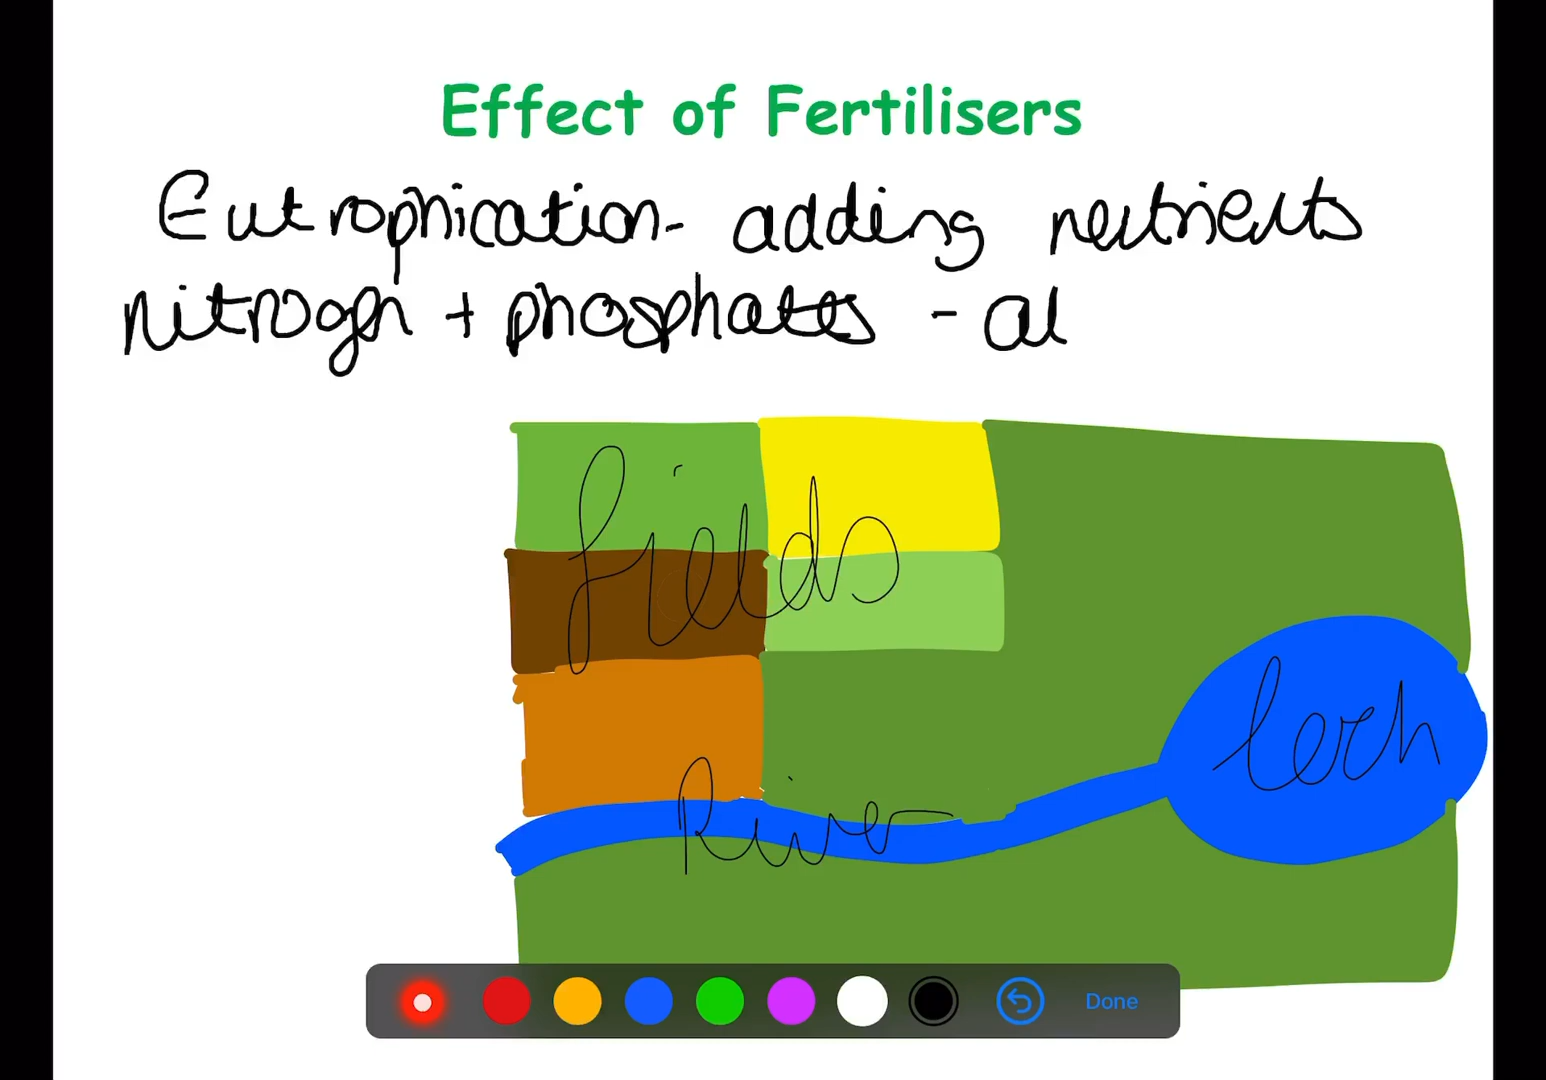 Effect of Fertilisers
Eutrophication - adding nutrients
nitrogen + phosphates - al
fields
River
loch
Done